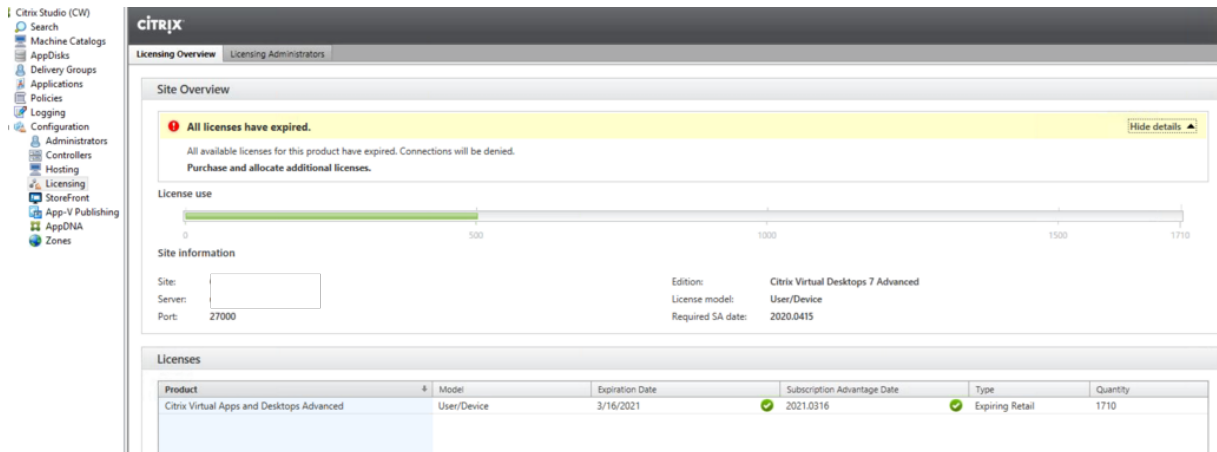 Citrix Studio (CW)
Search
Machine Catalogs
AppDisks
Delivery Groups
Applications
Policies
Logging
Configuration
Administrators
Controllers
Hosting
Licensing
StoreFront
App-V Publishing
AppDNA
Zones
CİTRIX
Licensing Overview Licensing Administrators
Site Overview
All licenses have expired. Hide details
All available licenses for this product have expired. Connections will be denied.
Purchase and allocate additional licenses.
License use
0 500 1000 1500 1710
Site information
Site: Edition: Citrix Virtual Desktops 7 Advanced
Server: License model: User/Device
Port: 27000 Required SA date: 2020.0415
Licenses
Product Model Expiration Date Subscription Advantage Date Type Quantity
Citrix Virtual Apps and Desktops Advanced User/Device 3/16/2021 2021.0316 Expiring Retail 1710